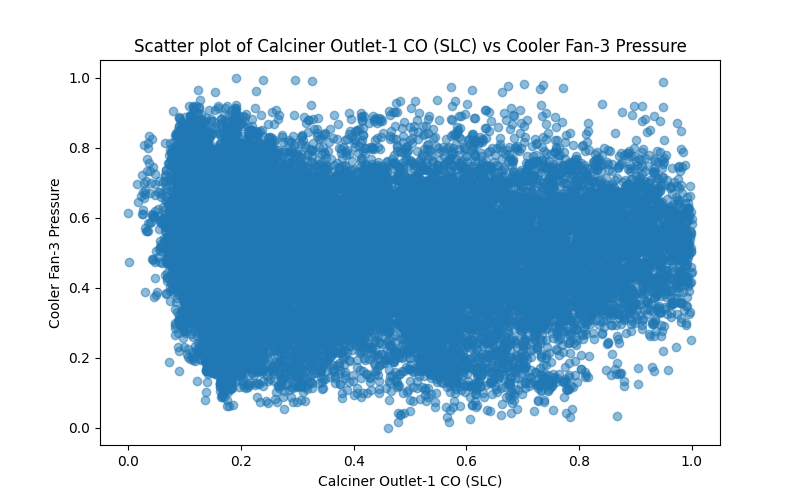 Scatter plot of Calciner Outlet-1 CO (SLC) vs Cooler Fan-3 Pressure
1.0
0.8
0.6
0.4
0.2
0.0
Cooler Fan-3 Pressure
0.0 0.2 0.4 0.6 0.8 1.0
Calciner Outlet-1 CO (SLC)